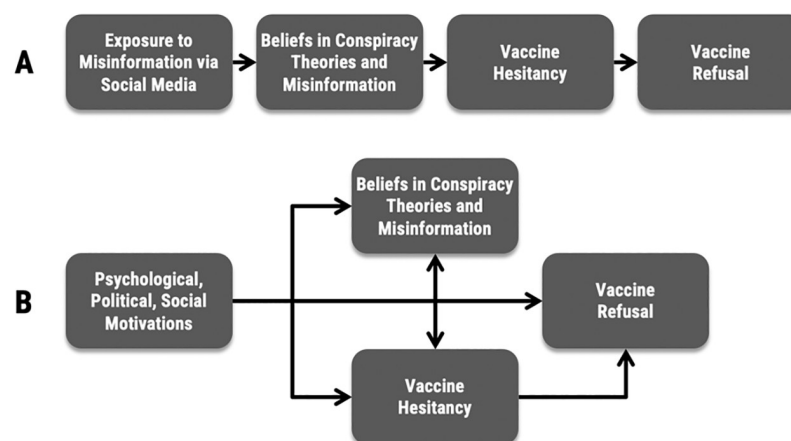 A
Exposure to
Misinformation via
Social Media
Beliefs in Conspiracy
Theories and
Misinformation
Vaccine
Hesitancy
Vaccine
Refusal
B
Psychological,
Political, Social
Motivations
Beliefs in Conspiracy
Theories and
Misinformation
Vaccine
Hesitancy
Vaccine
Refusal